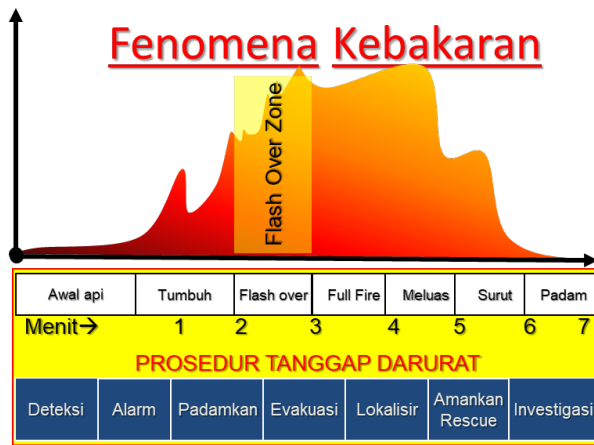 Fenomena Kebakaran
Flash Over Zone
Awal api Tumbuh Flash over Full Fire Meluas Surut Padam
Menit→ 1 2 3 4 5 6 7
PROSEDUR TANGGAP DARURAT
Deteksi Alarm Padamkan Evakuasi Lokalisir Amankan Rescue Investigasi